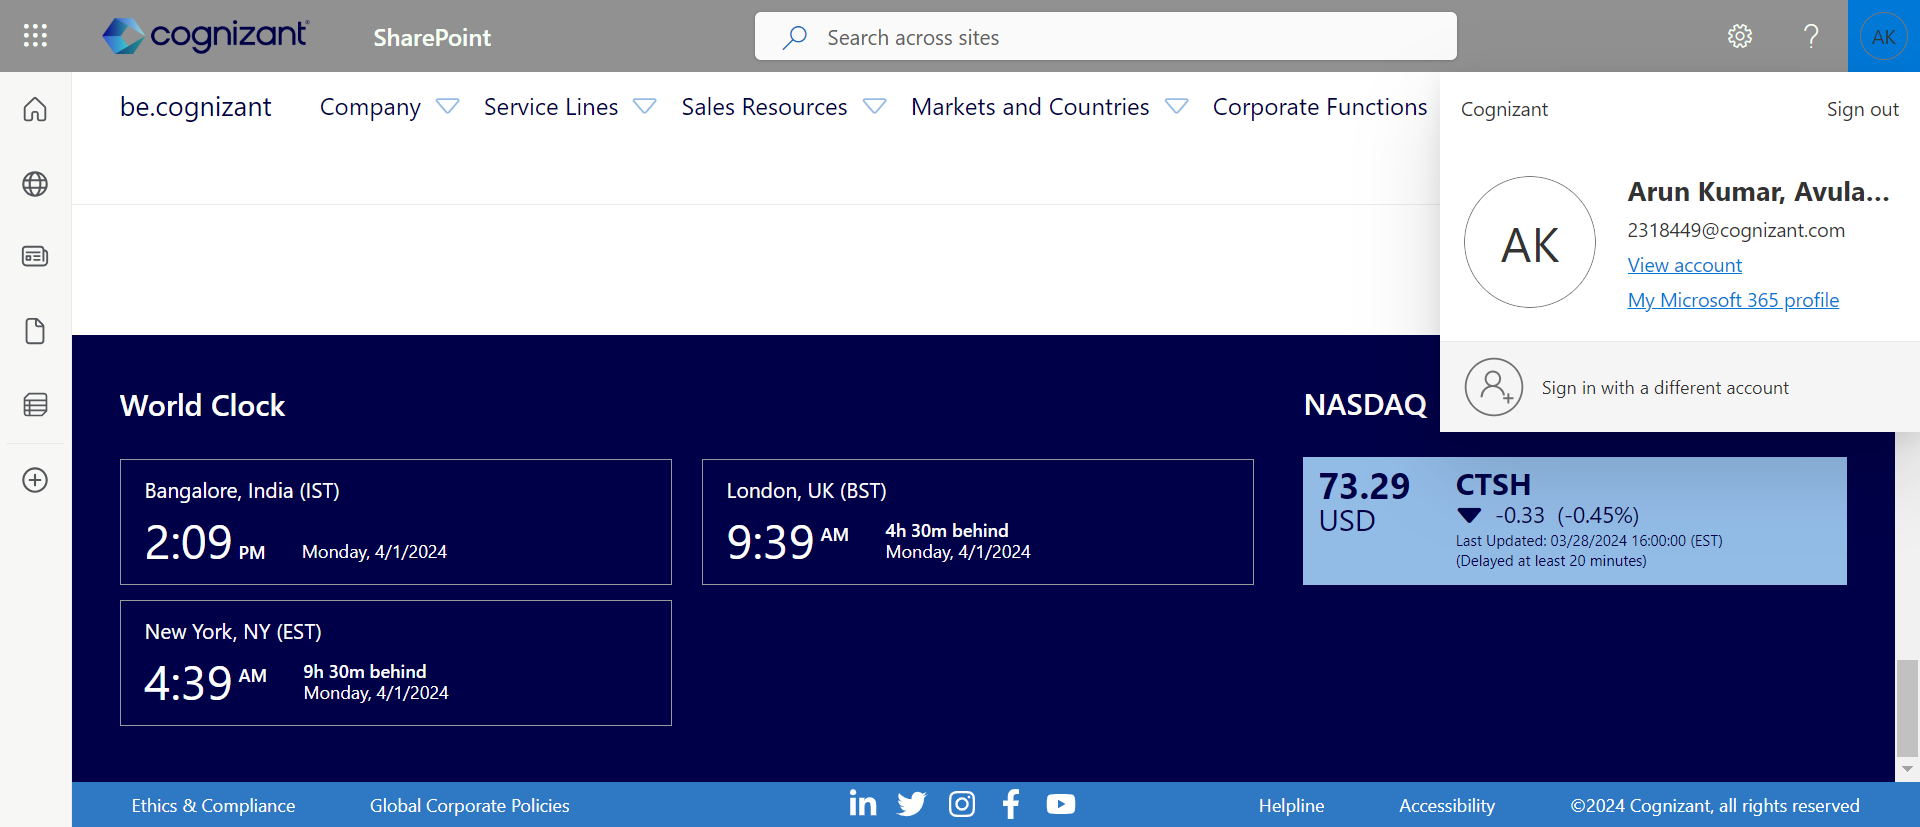 cognizant
SharePoint
Search across sites
AK
be.cognizant
Company
Service Lines
Sales Resources
Markets and Countries
Corporate Functions
Cognizant
Sign out
AK
Arun Kumar, Avula...
2318449@cognizant.com
View account
My Microsoft 365 profile
Sign in with a different account
World Clock
Bangalore, India (IST)
2:09 PM
Monday, 4/1/2024
London, UK (BST)
9:39 AM
4h 30m behind
Monday, 4/1/2024
New York, NY (EST)
4:39 AM
9h 30m behind
Monday, 4/1/2024
NASDAQ
73.29
USD
CTSH
-0.33 (-0.45%)
Last Updated: 03/28/2024 16:00:00 (EST)
(Delayed at least 20 minutes)
Ethics & Compliance
Global Corporate Policies
Helpline
Accessibility
©2024 Cognizant, all rights reserved